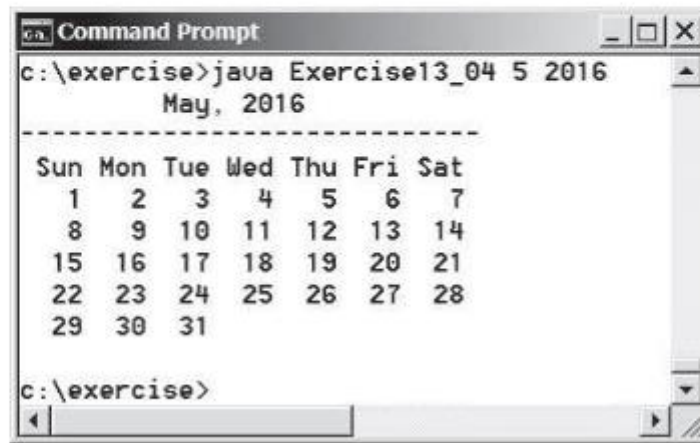 Command Prompt
c:\exercise>java Exercise13_04 5 2016
May, 2016
------------------------------
Sun Mon Tue Wed Thu Fri Sat
1 2 3 4 5 6 7
8 9 10 11 12 13 14
15 16 17 18 19 20 21
22 23 24 25 26 27 28
29 30 31
c:\exercise>